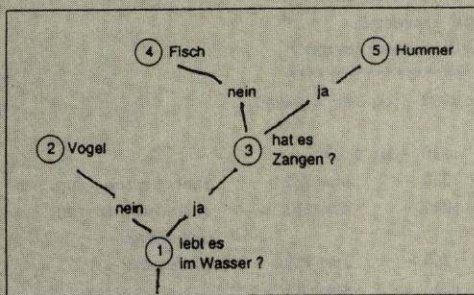 4 Fisch
5 Hummer
nein
ja
2 Vogel
3 hat es
Zangen ?
nein
ja
1 lebt es
im Wasser ?